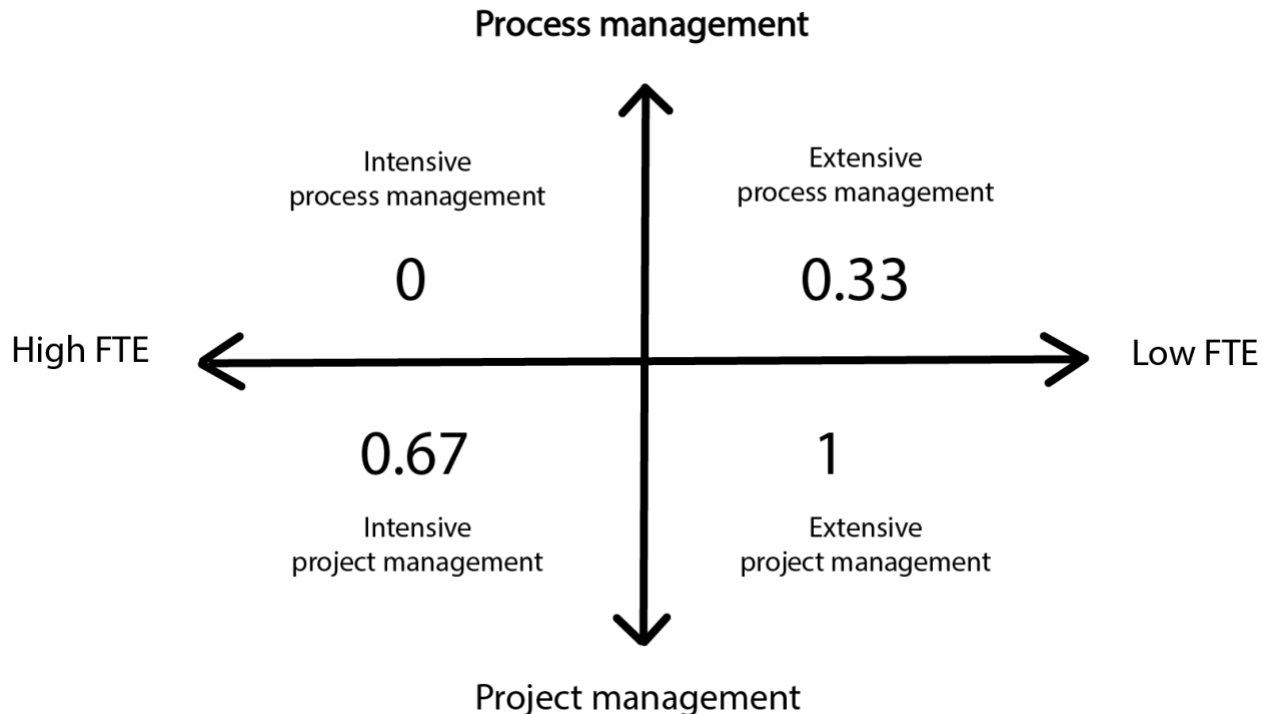 Process management
Intensive
process management
Extensive
process management
0
0.33
High FTE
Low FTE
0.67
1
Intensive
project management
Extensive
project management
Project management